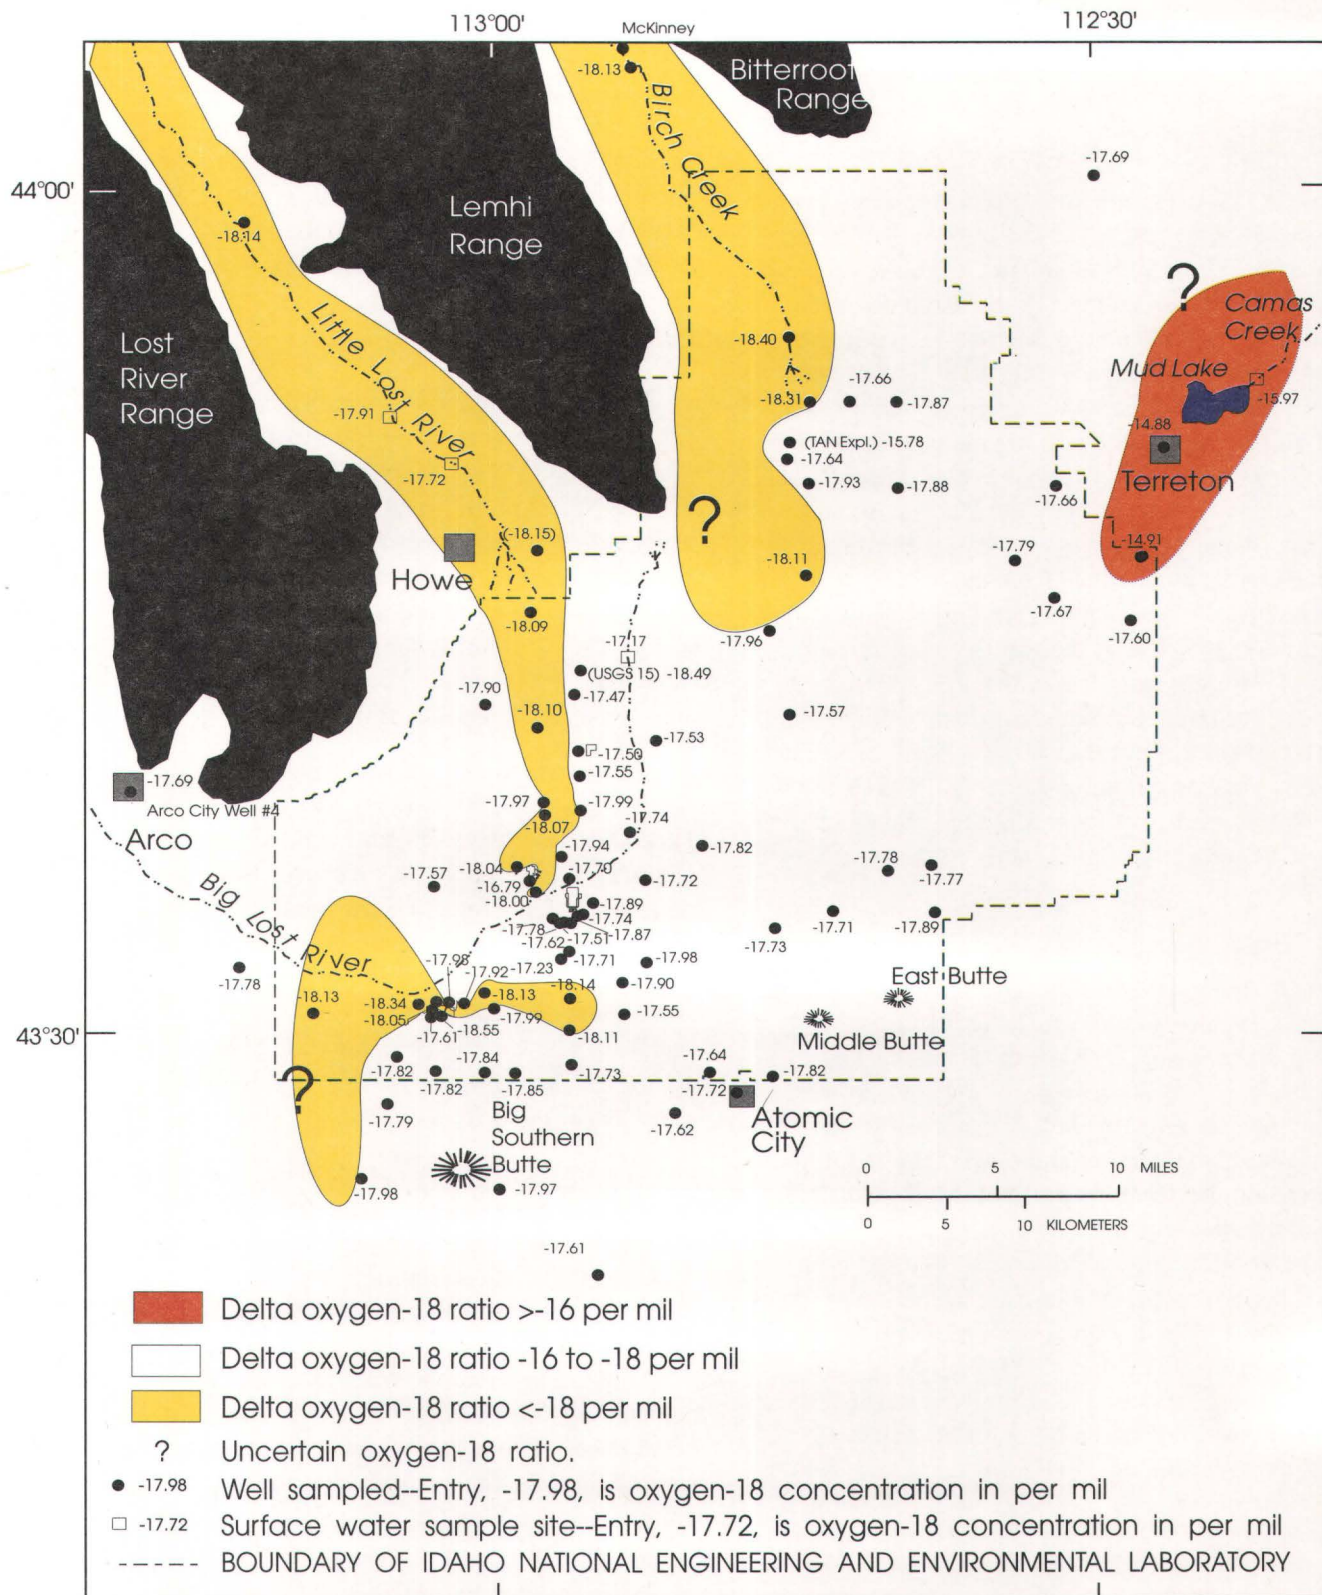 113°00'
McKinney
112°30'
-18.13
Bitterroot
Range
Birch Creek
-17.69
44°00'
Lemhi
Range
-18.14
?
Camas
Creek
Little Lost River
Lost
River
Range
-18.40
Mud Lake
-15.97
-17.66
-18.31
-17.87
-17.91
-14.88
(TAN Expl.) -15.78
-17.64
-17.72
-17.93
-17.88
Terreton
-17.66
?
(-18.15)
-14.91
-17.79
-18.11
Howe
-17.67
-18.09
-17.60
-17.96
-17.17
(USGS 15) -18.49
-17.90
-17.47
-18.10
-17.57
-17.53
-17.50
-17.55
-17.69
Arco City Well #4
-17.97
-17.99
-18.07
-17.74
Arco
-17.94
-17.82
-18.04
-17.70
-17.78
-17.77
-17.57
-16.79
-17.72
-18.00
-17.89
Big Lost River
-17.74
-17.78
-17.87
-17.71
-17.89
-17.62
-17.51
-17.73
-17.98
-17.92
-17.23
-17.71
-17.98
-17.78
East Butte
-18.13
-18.34
-18.13
-18.14
-17.90
-18.05
-17.99
-17.55
-17.61
-18.55
-18.11
43°30'
Middle Butte
-17.82
-17.84
-17.73
-17.64
-17.82
?
-17.82
-17.85
-17.72
-17.79
Big
Southern
Butte
-17.62
Atomic
City
-17.98
-17.97
0 5 10 MILES
0 5 10 KILOMETERS
-17.61
Delta oxygen-18 ratio >-16 per mil
Delta oxygen-18 ratio -16 to -18 per mil
Delta oxygen-18 ratio <-18 per mil
? Uncertain oxygen-18 ratio.
-17.98 Well sampled--Entry, -17.98, is oxygen-18 concentration in per mil
-17.72 Surface water sample site--Entry, -17.72, is oxygen-18 concentration in per mil
BOUNDARY OF IDAHO NATIONAL ENGINEERING AND ENVIRONMENTAL LABORATORY